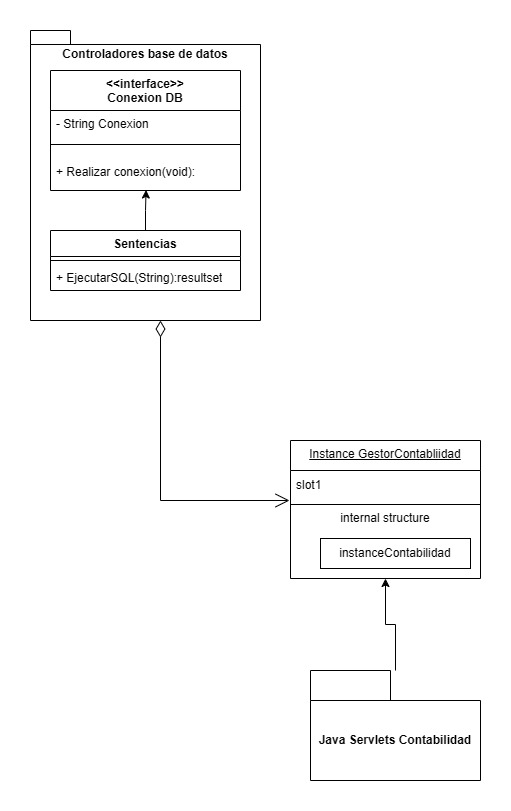 Controladores base de datos
<<interface>>
Conexion DB
- String Conexion
+ Realizar conexion(void):
Sentencias
+ EjecutarSQL(String):resultset
Instance GestorContabliidad
slot1
internal structure
instanceContabilidad
Java Servlets Contabilidad